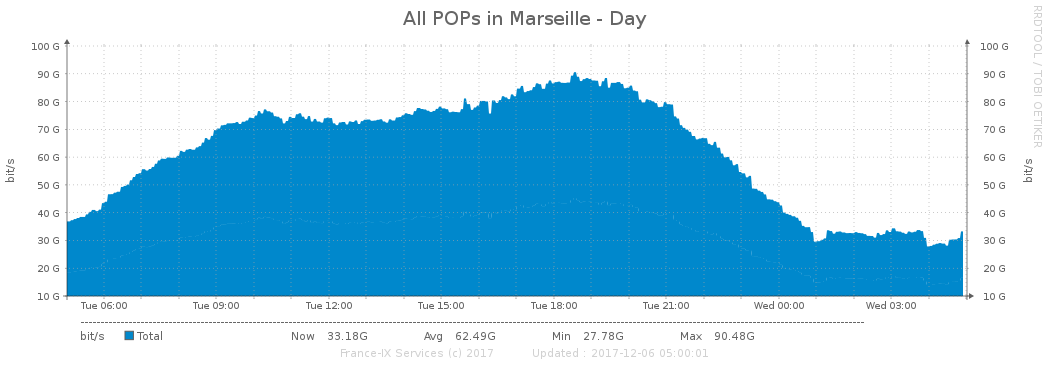 All POPs in Marseille - Day
RRDTOOL / TOBI OETIKER
100 G 100 G
90 G 90 G
80 G 80 G
70 G 70 G
60 G 60 G
50 G 50 G
40 G 40 G
30 G 30 G
20 G 20 G
10 G 10 G
bit/s
bit/s
Tue 06:00 Tue 09:00 Tue 12:00 Tue 15:00 Tue 18:00 Tue 21:00 Wed 00:00 Wed 03:00
bit/s Total Now 33.18G Avg 62.49G Min 27.78G Max 90.48G
France-IX Services (c) 2017 Updated : 2017-12-06 05:00:01